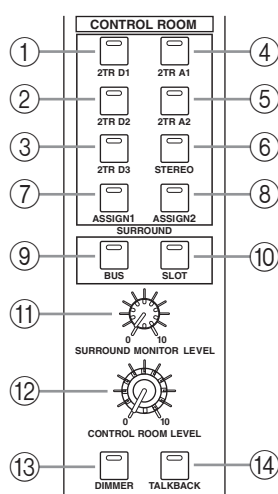 CONTROL ROOM
1 4
2TR D1 2TR A1
2 5
2TR D2 2TR A2
3 6
2TR D3 STEREO
7 8
ASSIGN1 ASSIGN2
SURROUND
9 10
BUS SLOT
11
0 10
SURROUND MONITOR LEVEL
12
0 10
CONTROL ROOM LEVEL
13 14
DIMMER TALKBACK